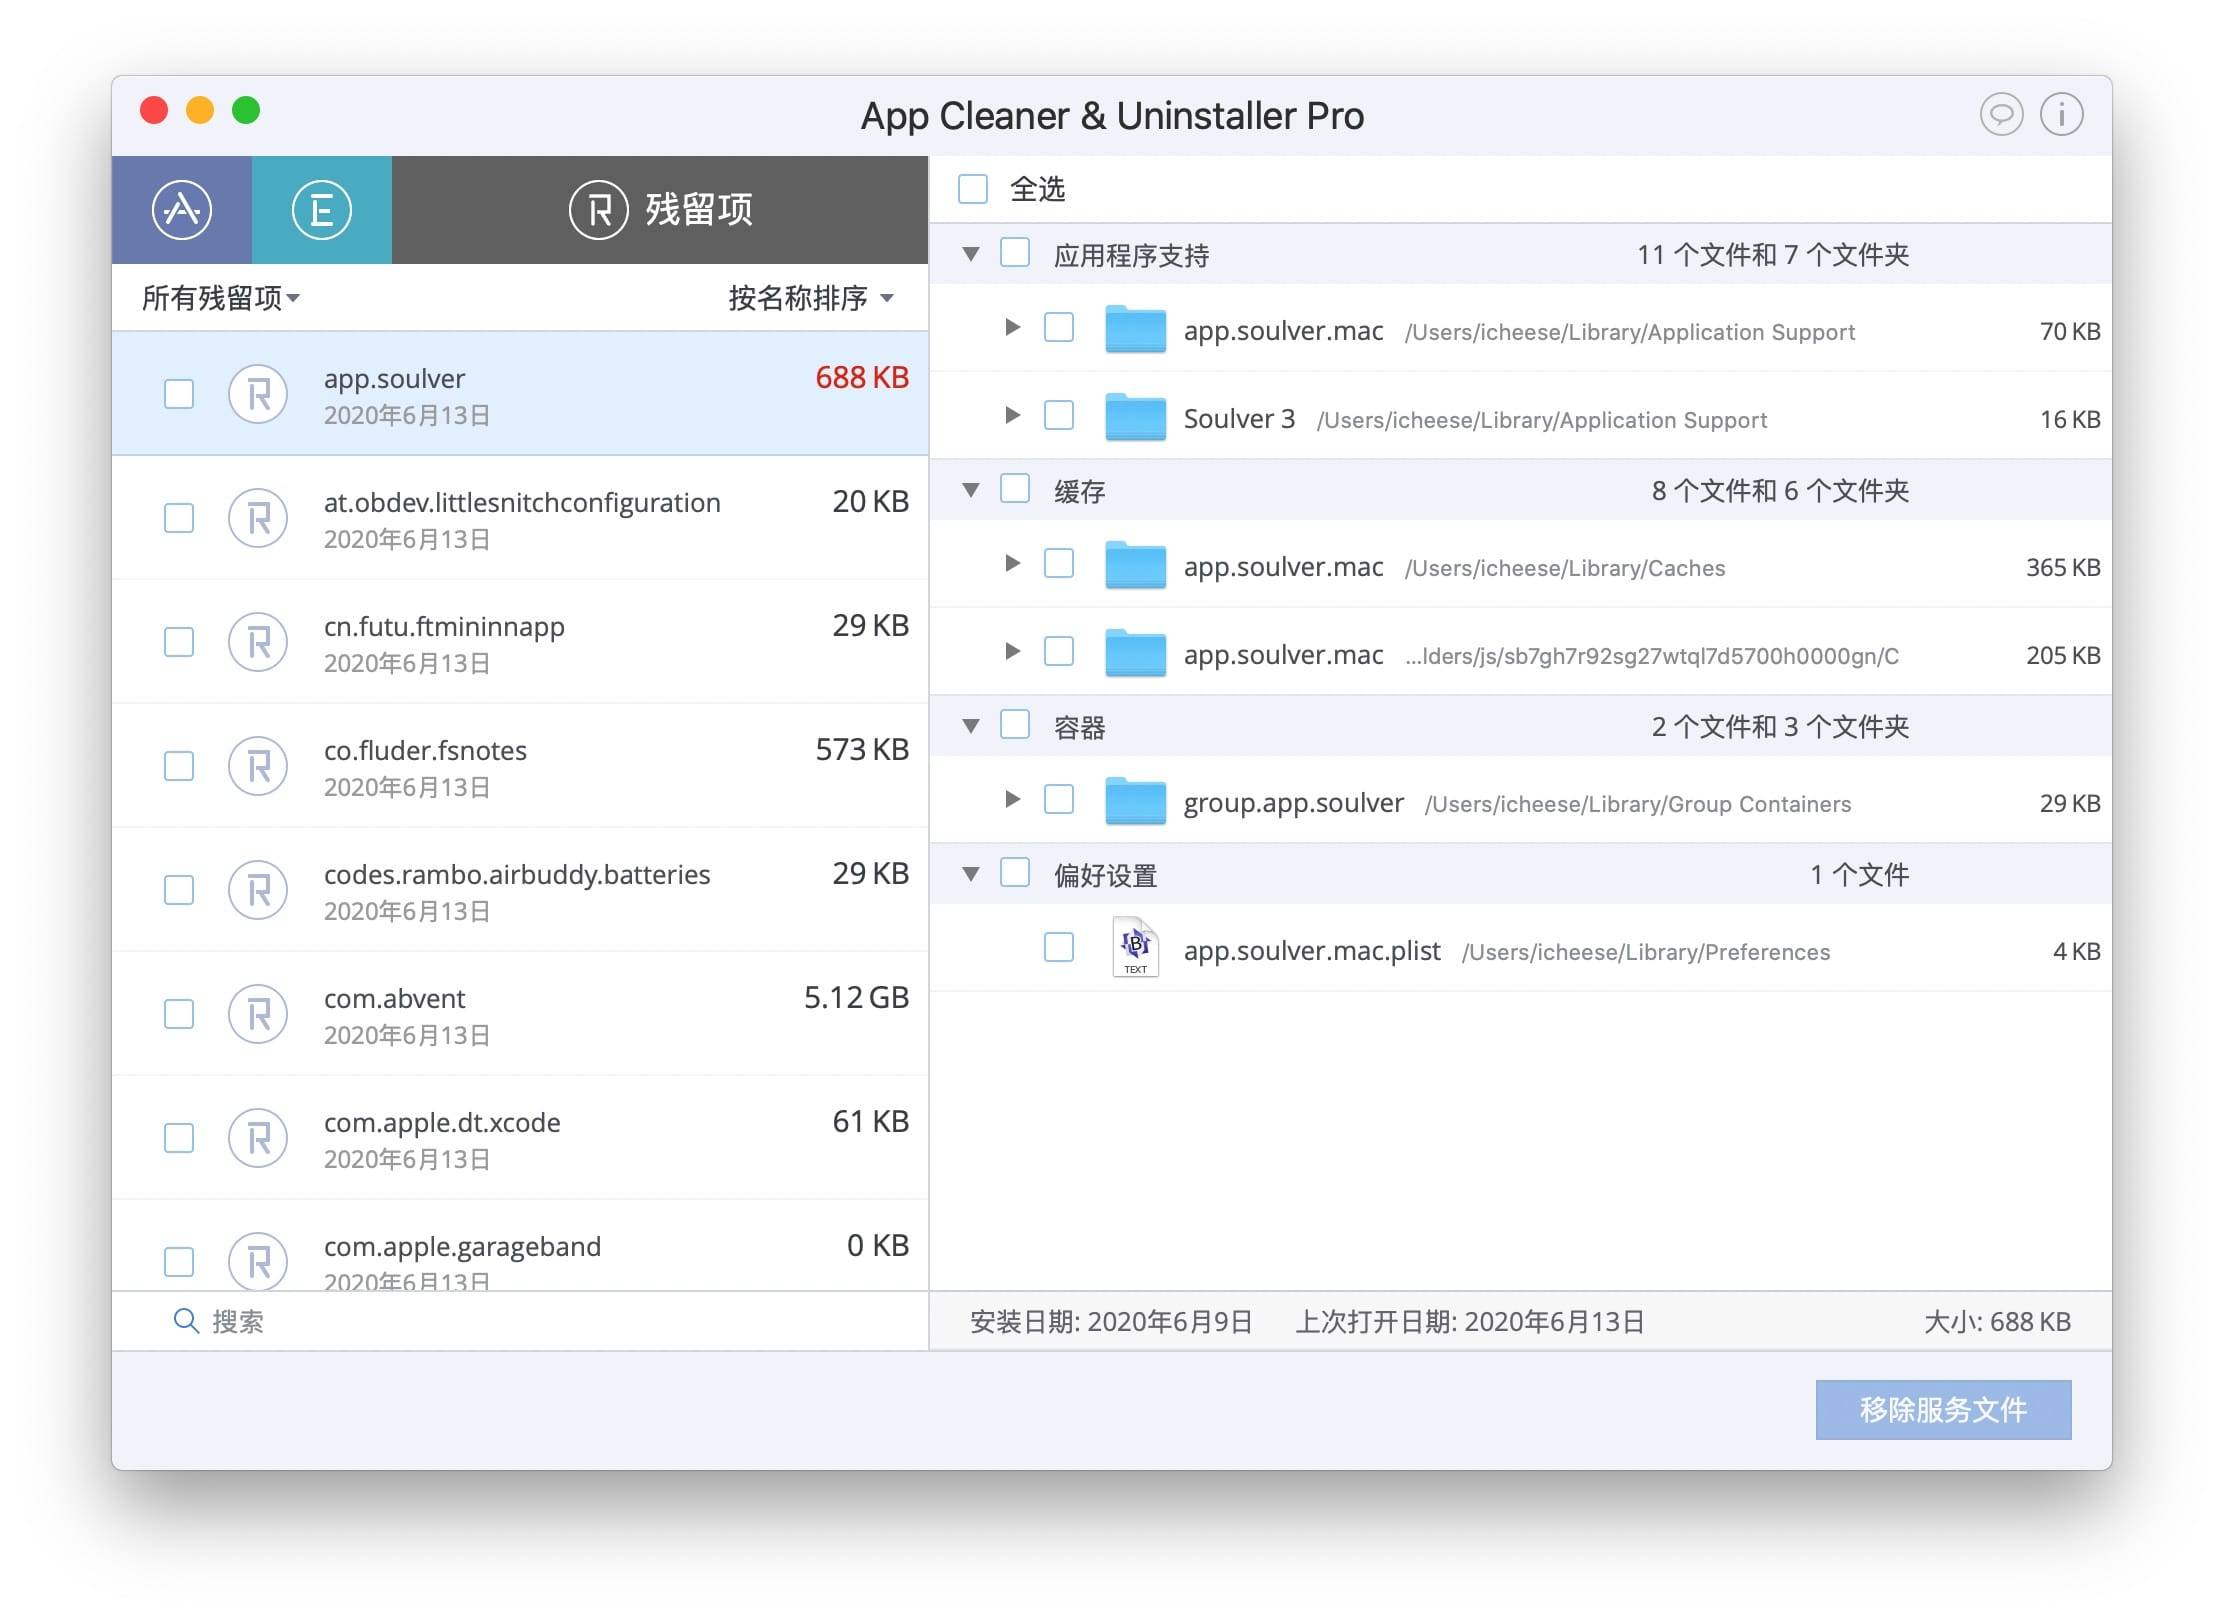 App Cleaner & Uninstaller Pro
残留项
所有残留项
按名称排序
app.soulver
688 KB
2020年6月13日
at.obdev.littlesnitchconfiguration
20 KB
2020年6月13日
cn.futu.ftmininnapp
29 KB
2020年6月13日
co.fluder.fsnotes
573 KB
2020年6月13日
codes.rambo.airbuddy.batteries
29 KB
2020年6月13日
com.abvent
5.12 GB
2020年6月13日
com.apple.dt.xcode
61 KB
2020年6月13日
com.apple.garageband
0 KB
2020年6月13日
搜索
全选
应用程序支持 11 个文件和 7 个文件夹
app.soulver.mac /Users/icheese/Library/Application Support 70 KB
Soulver 3 /Users/icheese/Library/Application Support 16 KB
缓存 8 个文件和 6 个文件夹
app.soulver.mac /Users/icheese/Library/Caches 365 KB
app.soulver.mac ...lders/js/sb7gh7r92sg27wtql7d5700h0000gn/C 205 KB
容器 2 个文件和 3 个文件夹
group.app.soulver /Users/icheese/Library/Group Containers 29 KB
偏好设置 1 个文件
TEXT
app.soulver.mac.plist /Users/icheese/Library/Preferences 4 KB
安装日期: 2020年6月9日 上次打开日期: 2020年6月13日 大小: 688 KB
移除服务文件